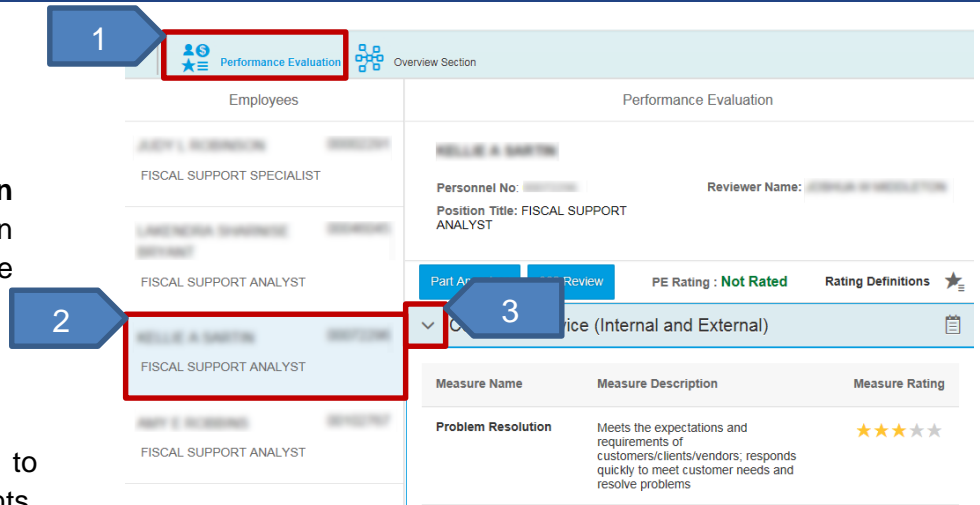 1
Performance Evaluation
Overview Section
Employees
Performance Evaluation
FISCAL SUPPORT SPECIALIST
Personnel No:
Reviewer Name:
Position Title: FISCAL SUPPORT
ANALYST
n
n
e
FISCAL SUPPORT ANALYST
Part A
Review
PE Rating : Not Rated
Rating Definitions
2
3
C
ice (Internal and External)
FISCAL SUPPORT ANALYST
Measure Name
Measure Description
Measure Rating
Problem Resolution
Meets the expectations and
requirements of
customers/clients/vendors; responds
quickly to meet customer needs and
resolve problems
FISCAL SUPPORT ANALYST
to
nts